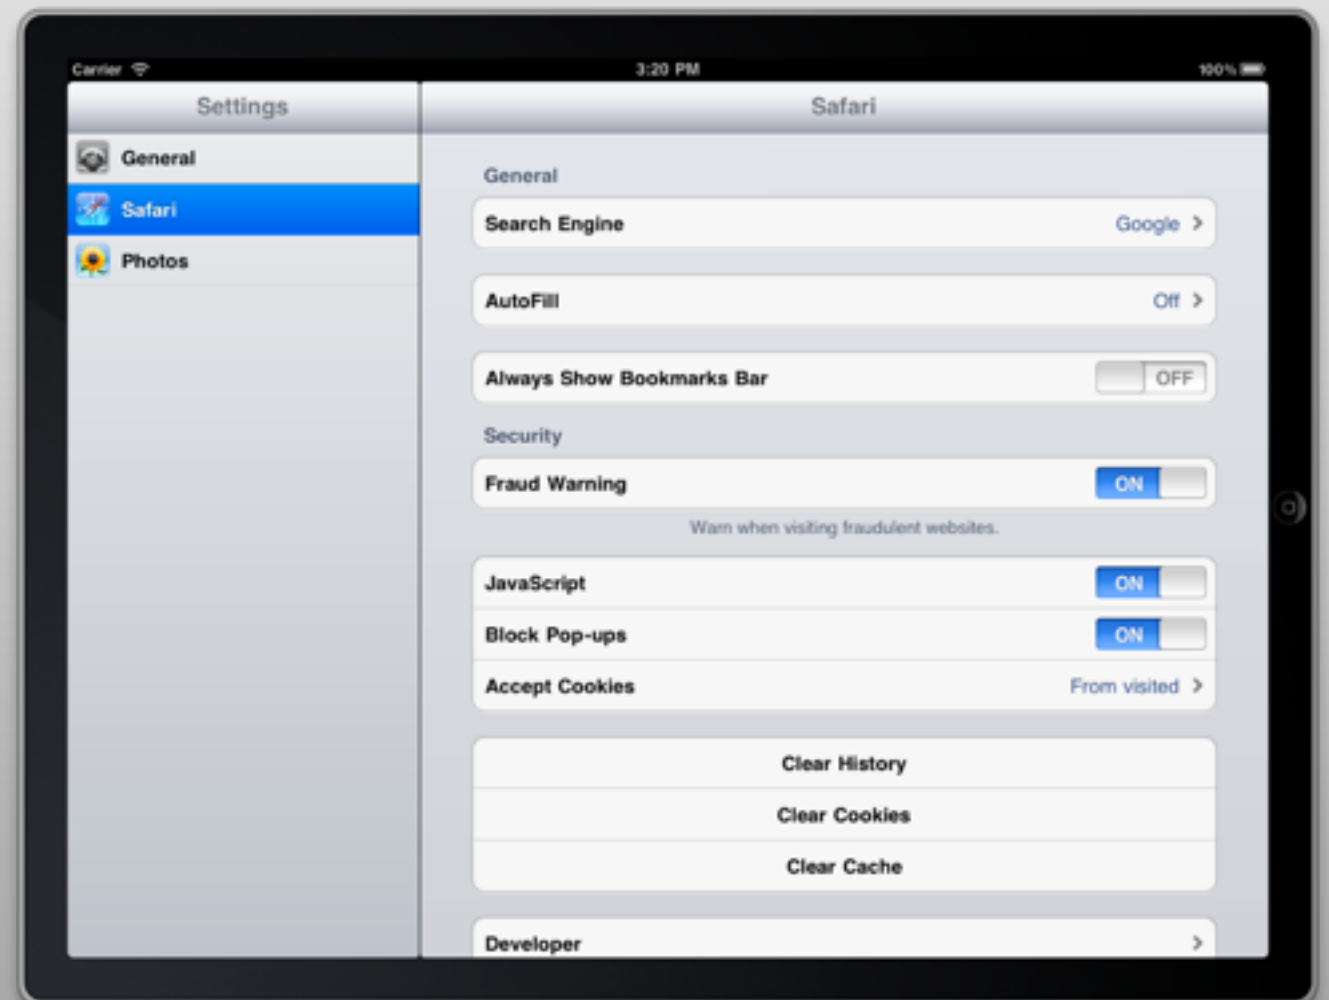 Carrier 3:20 PM 100%
Settings
General
Safari
Photos
Safari
General
Search Engine Google
AutoFill Off
Always Show Bookmarks Bar OFF
Security
Fraud Warning ON
Warn when visiting fraudulent websites.
JavaScript ON
Block Pop-ups ON
Accept Cookies From visited
Clear History
Clear Cookies
Clear Cache
Developer